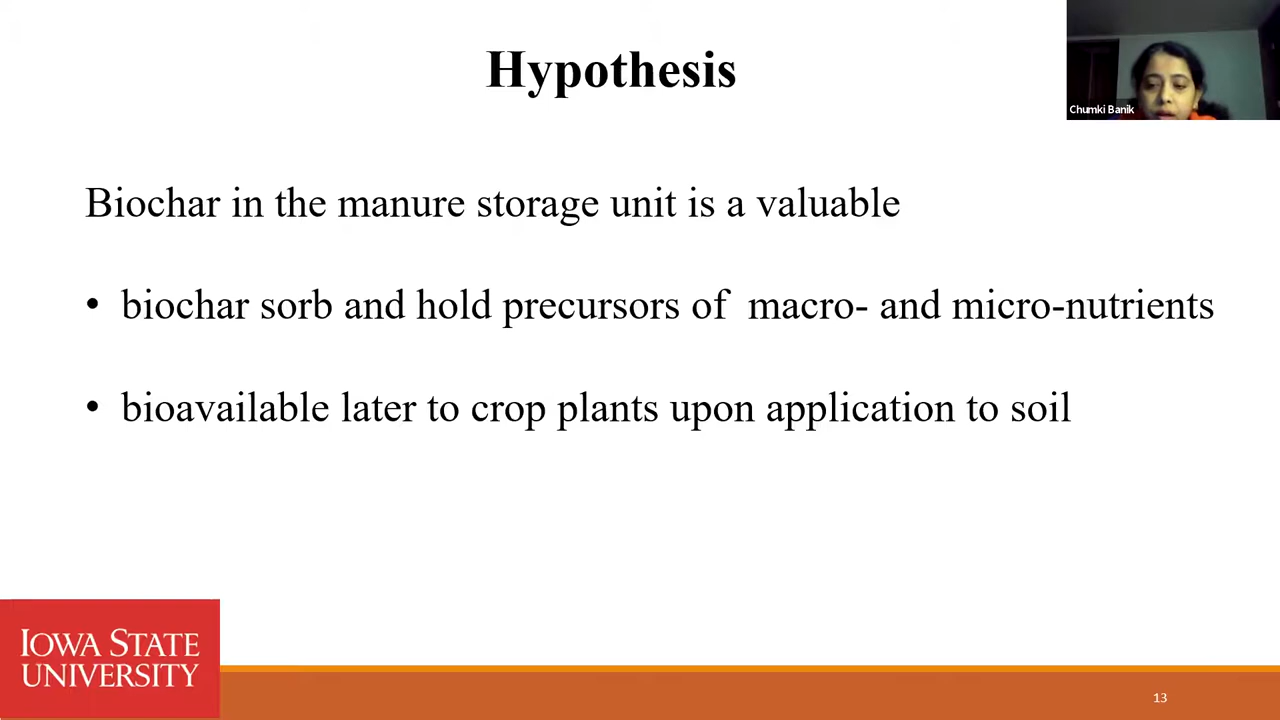 Hypothesis
Chumki Banik
Biochar in the manure storage unit is a valuable
• biochar sorb and hold precursors of macro- and micro-nutrients
• bioavailable later to crop plants upon application to soil
IOWA STATE
UNIVERSITY
13